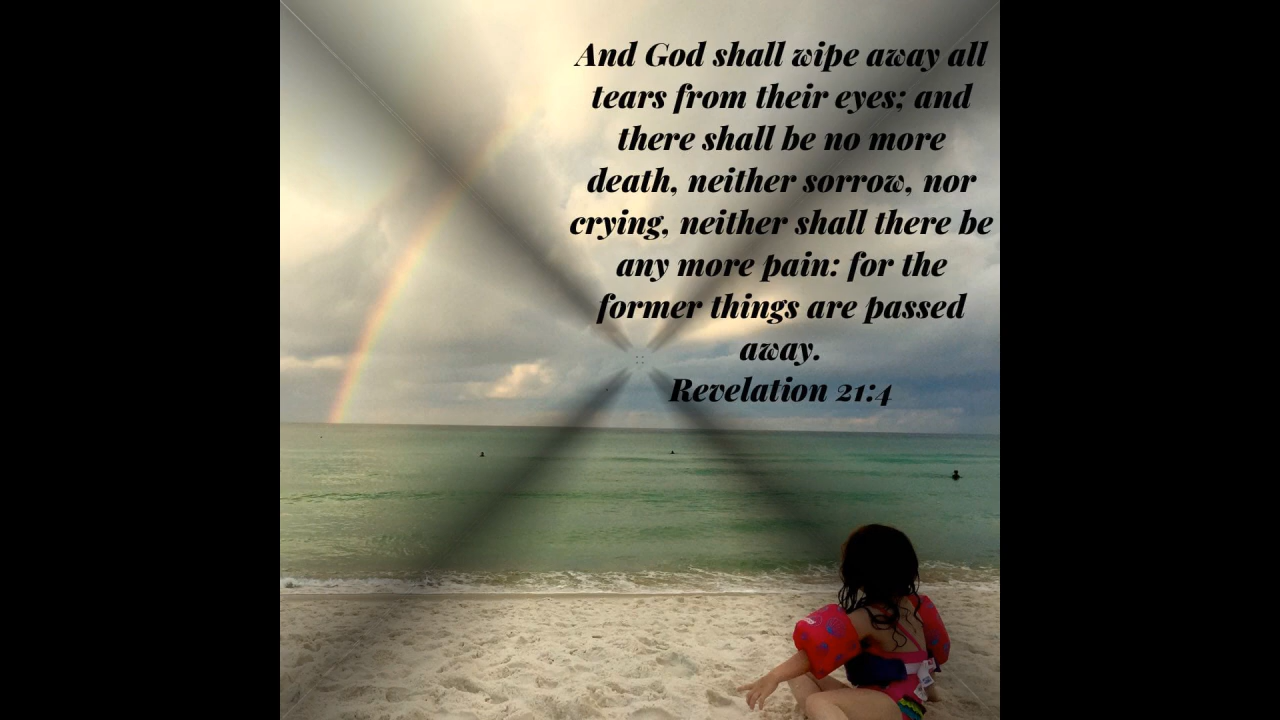 And God shall wipe away all
tears from their eyes; and
there shall be no more
death, neither sorrow, nor
crying, neither shall there be
any more pain: for the
former things are passed
away.
Revelation 21:4